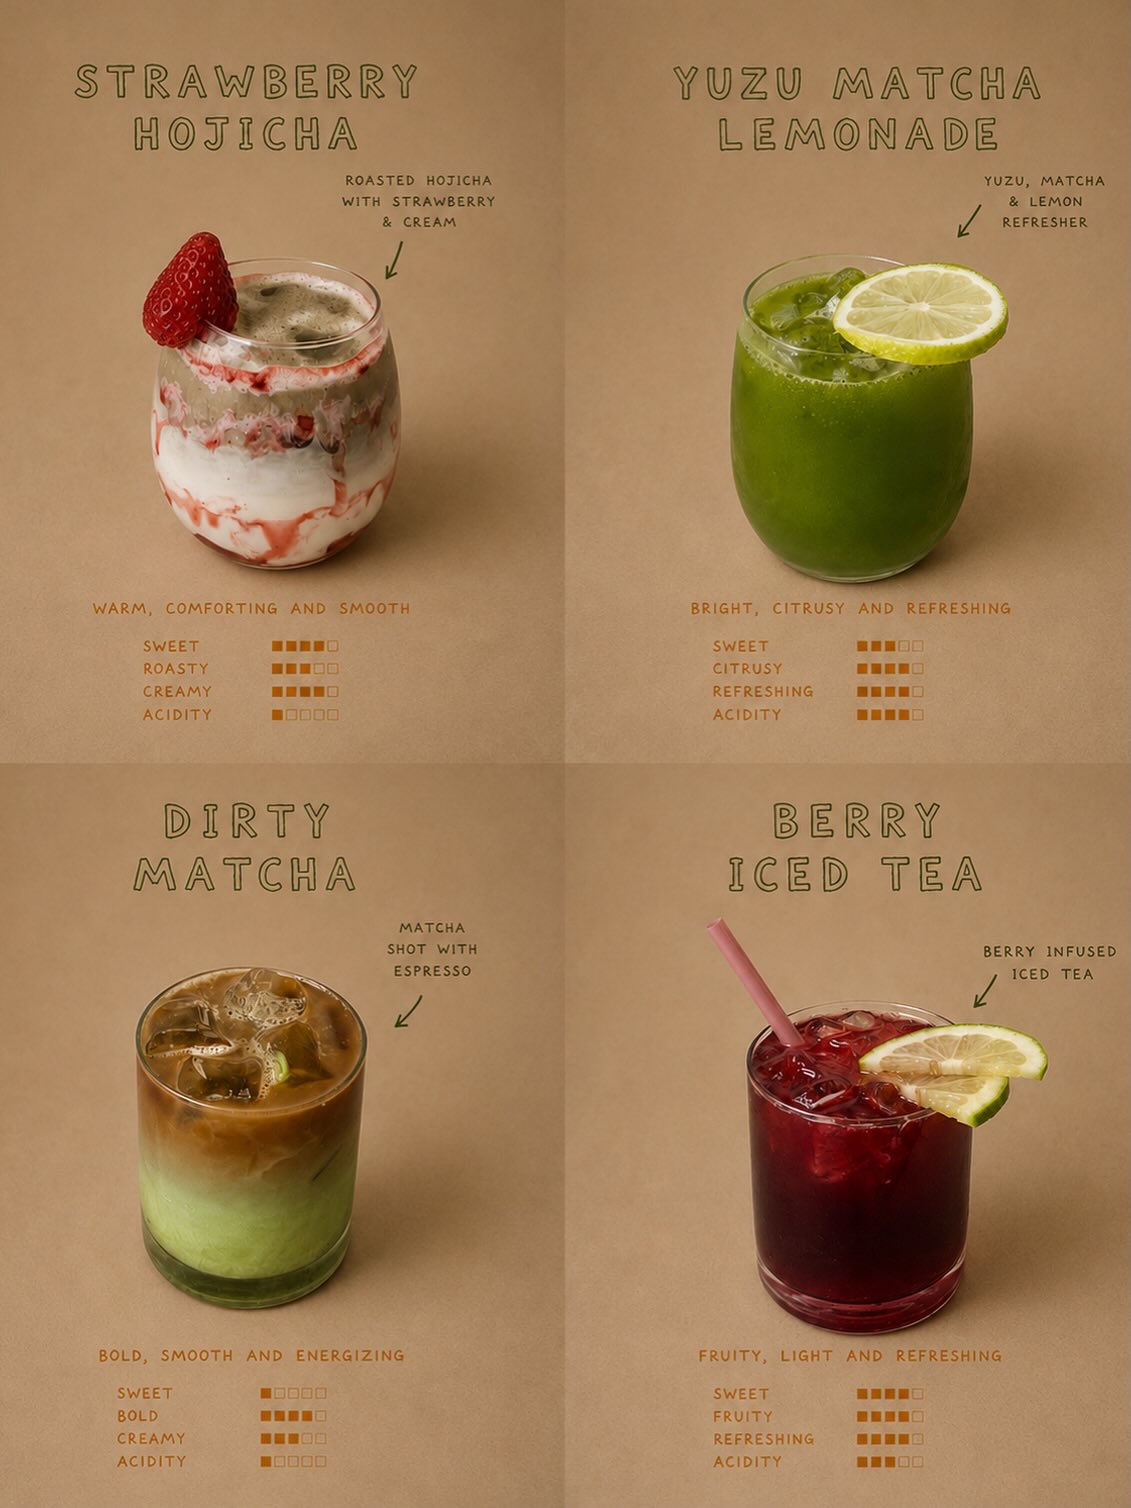 STRAWBERRY
HOJICHA
ROASTED HOJICHA
WITH STRAWBERRY
& CREAM
WARM, COMFORTING AND SMOOTH
SWEET
ROASTY
CREAMY
ACIDITY
YUZU MATCHA
LEMONADE
YUZU, MATCHA
& LEMON
REFRESHER
BRIGHT, CITRUSY AND REFRESHING
SWEET
CITRUSY
REFRESHING
ACIDITY
DIRTY
MATCHA
MATCHA
SHOT WITH
ESPRESSO
BOLD, SMOOTH AND ENERGIZING
SWEET
BOLD
CREAMY
ACIDITY
BERRY
ICED TEA
BERRY INFUSED
ICED TEA
FRUITY, LIGHT AND REFRESHING
SWEET
FRUITY
REFRESHING
ACIDITY